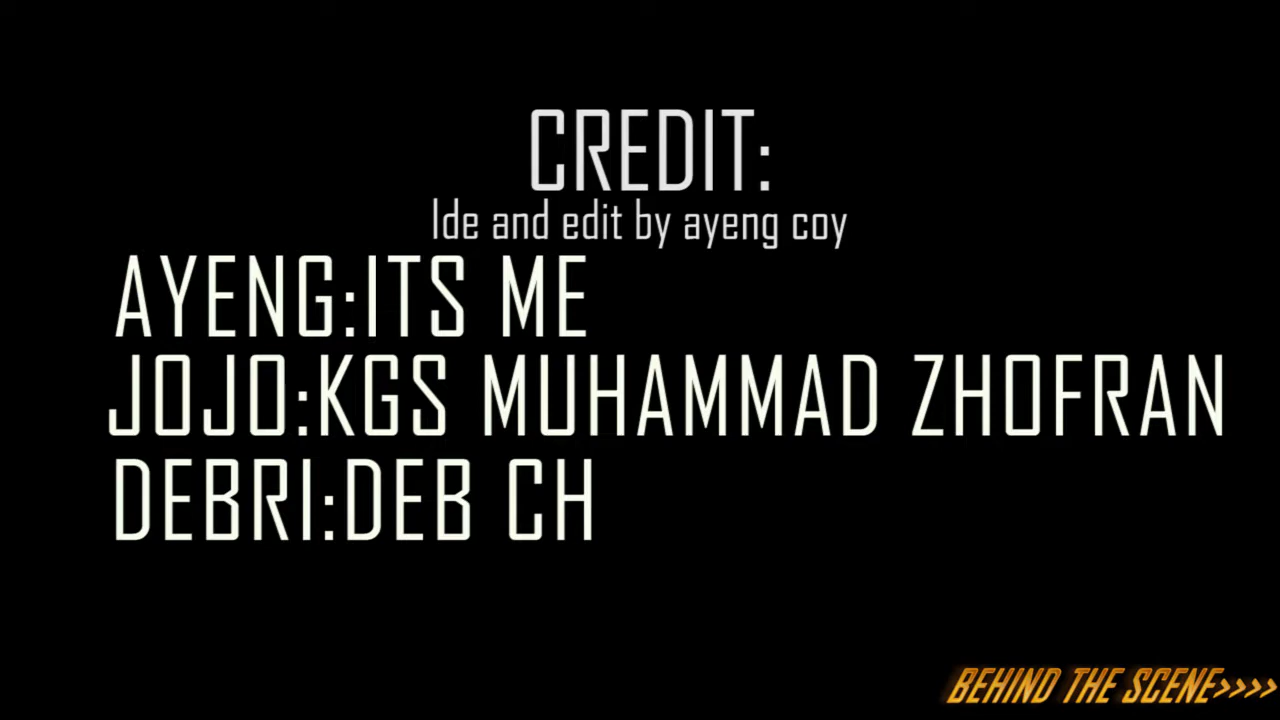 CREDIT:
Ide and edit by ayeng coy
AYENG:ITS ME
JOJO:KGS MUHAMMAD ZHOFRAN
DEBRI:DEB CH
BEHIND THE SCENE>>>>